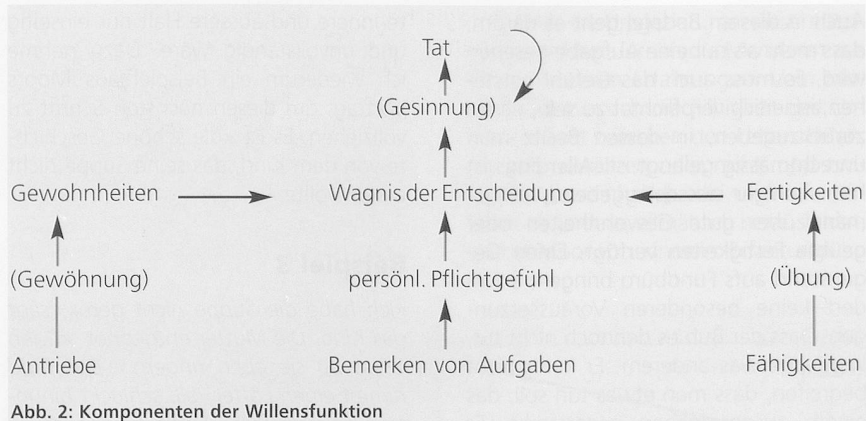 Tat
(Gesinnung)
Gewohnheiten Wagnis der Entscheidung Fertigkeiten
(Gewöhnung) persönl. Pflichtgefühl (Übung)
Antriebe Bemerken von Aufgaben Fähigkeiten
Abb. 2: Komponenten der Willensfunktion